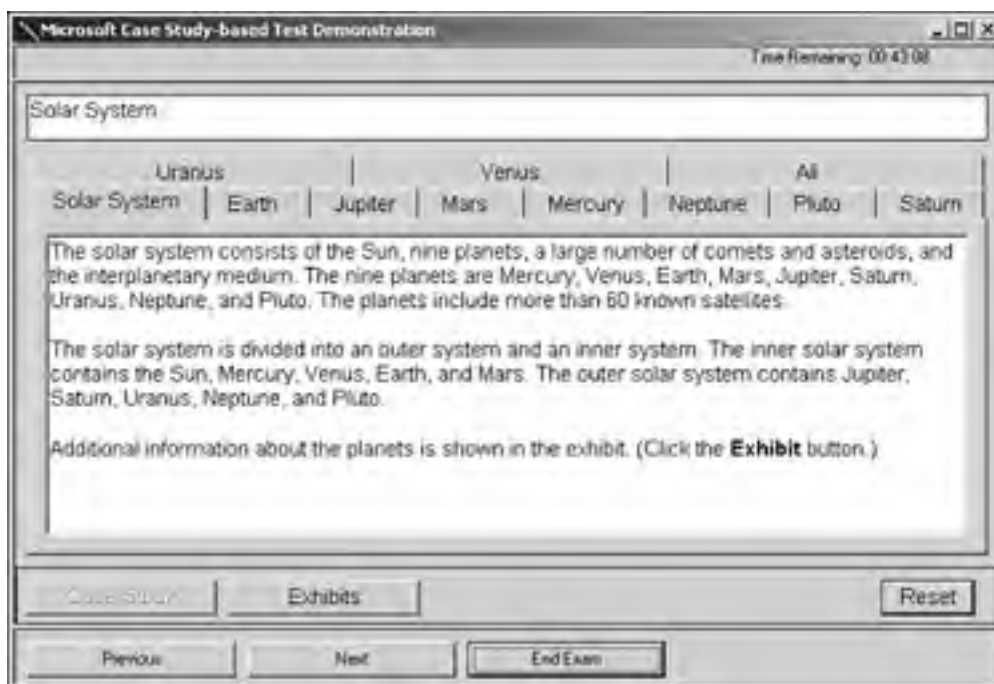 Microsoft Case Study-based Test Demonstration
Time Remaining: 00:43:08
Solar System
Uranus Venus All
Solar System Earth Jupiter Mars Mercury Neptune Pluto Saturn
The solar system consists of the Sun, nine planets, a large number of comets and asteroids, and
the interplanetary medium. The nine planets are Mercury, Venus, Earth, Mars, Jupiter, Saturn,
Uranus, Neptune, and Pluto. The planets include more than 60 known satellites.
The solar system is divided into an outer system and an inner system. The inner solar system
contains the Sun, Mercury, Venus, Earth, and Mars. The outer solar system contains Jupiter,
Saturn, Uranus, Neptune, and Pluto.
Additional information about the planets is shown in the exhibit. (Click the Exhibit button.)
Case Study Exhibits Reset
Previous Next End Exam